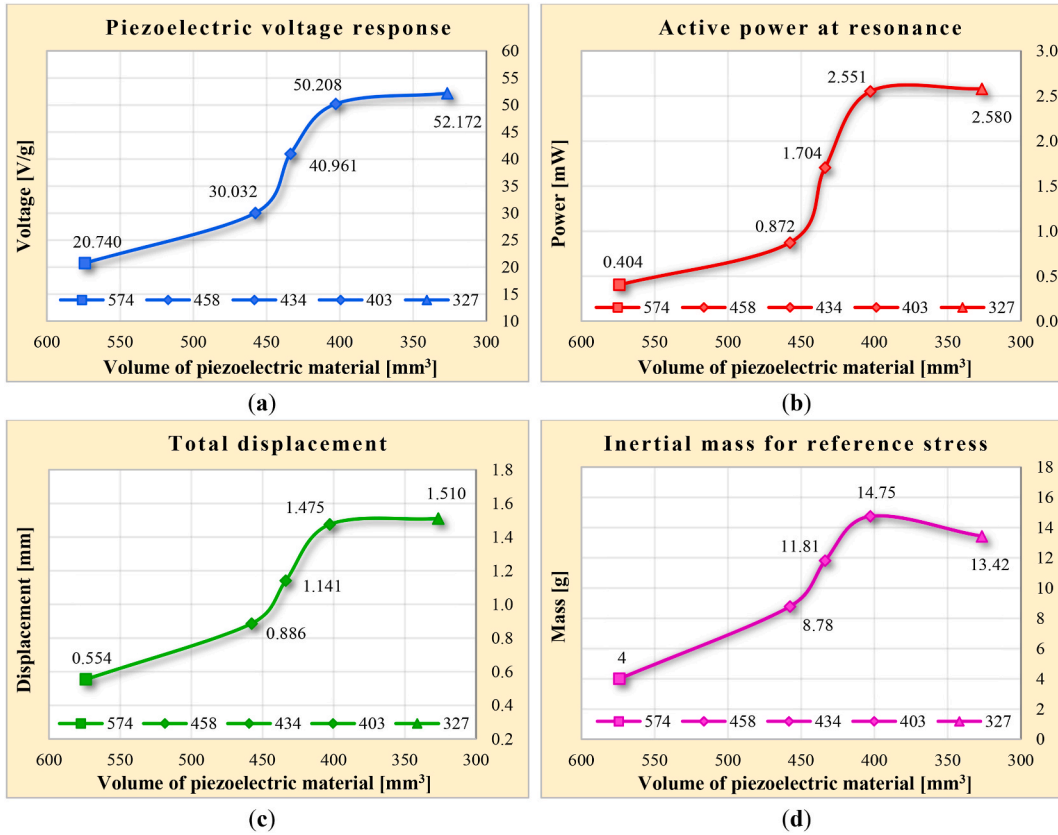 Piezoelectric voltage response
60
50
40
30
20
10
Voltage [V/g]
20.740
30.032
40.961
50.208
52.172
574 458 434 403 327
600 550 500 450 400 350 300
Volume of piezoelectric material [mm³]
(a)
Active power at resonance
3.0
2.5
2.0
1.5
1.0
0.5
0.0
Power [mW]
0.404
0.872
1.704
2.551
2.580
574 458 434 403 327
600 550 500 450 400 350 300
Volume of piezoelectric material [mm³]
(b)
Total displacement
1.8
1.6
1.4
1.2
1.0
0.8
0.6
0.4
0.2
Displacement [mm]
0.554
0.886
1.141
1.475
1.510
574 458 434 403 327
600 550 500 450 400 350 300
Volume of piezoelectric material [mm³]
(c)
Inertial mass for reference stress
18
16
14
12
10
8
6
4
2
0
Mass [g]
4
8.78
11.81
14.75
13.42
574 458 434 403 327
600 550 500 450 400 350 300
Volume of piezoelectric material [mm³]
(d)